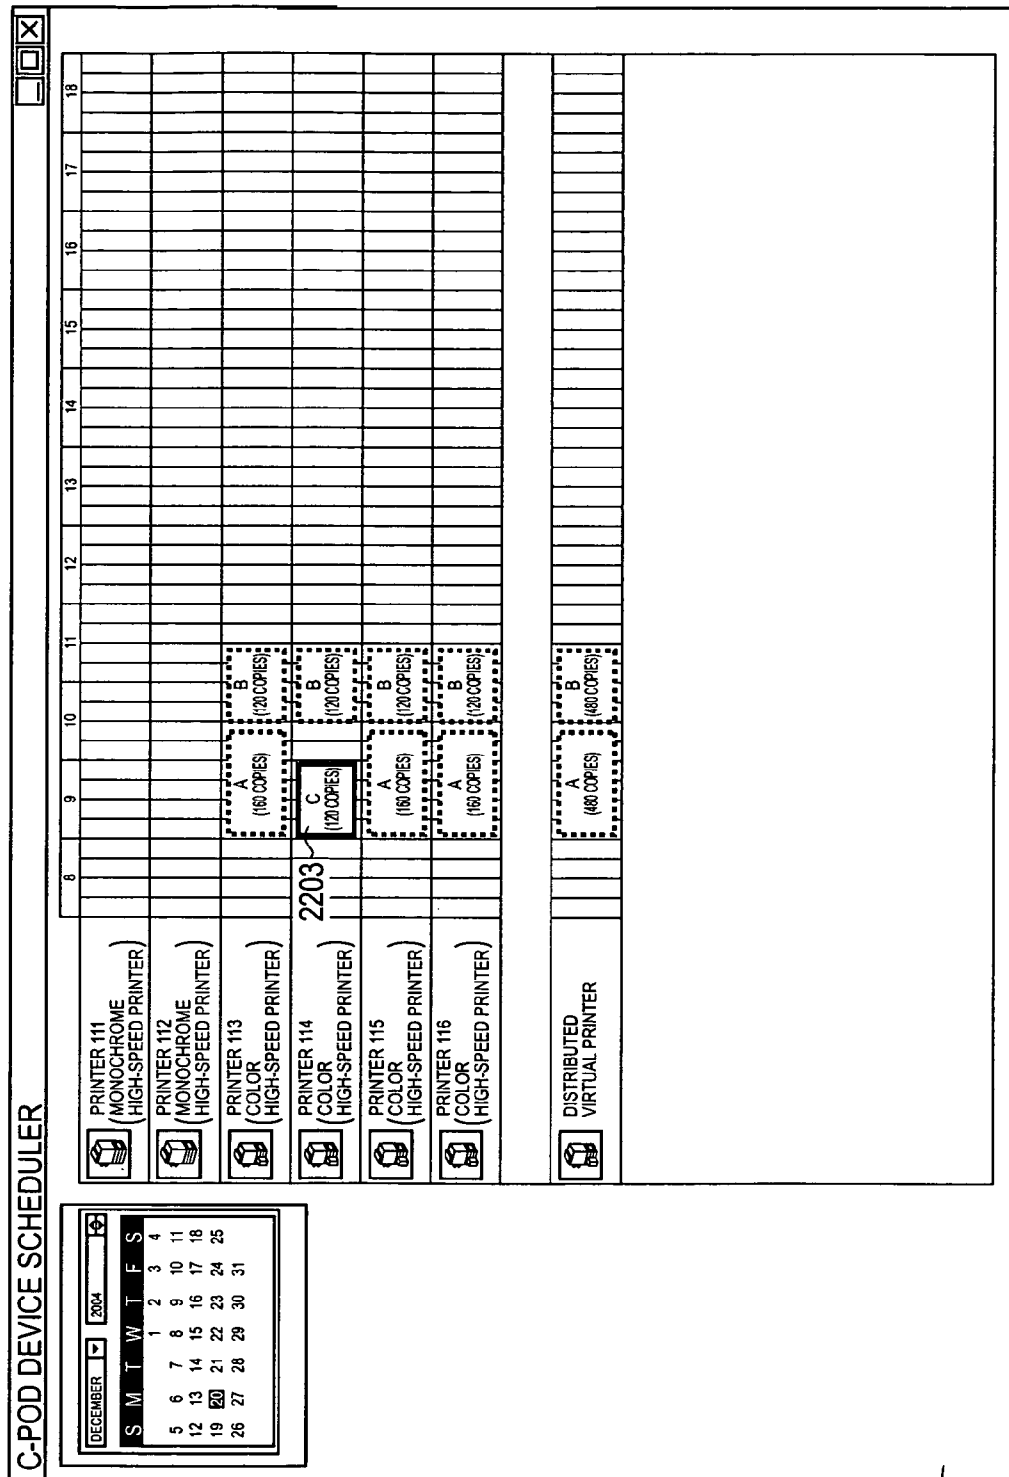 C-POD DEVICE SCHEDULER
DECEMBER 2004
S M T W T F S
1 2 3 4
5 6 7 8 9 10 11
12 13 14 15 16 17 18
19 20 21 22 23 24 25
26 27 28 29 30 31
8 9 10 11 12 13 14 15 16 17 18
PRINTER 111
(MONOCHROME
HIGH-SPEED PRINTER)
PRINTER 112
(MONOCHROME
HIGH-SPEED PRINTER)
PRINTER 113
(COLOR
HIGH-SPEED PRINTER)
A
(160 COPIES)
B
(120 COPIES)
PRINTER 114
(COLOR
HIGH-SPEED PRINTER)
2203
C
(120 COPIES)
B
(120 COPIES)
PRINTER 115
(COLOR
HIGH-SPEED PRINTER)
A
(160 COPIES)
B
(120 COPIES)
PRINTER 116
(COLOR
HIGH-SPEED PRINTER)
A
(160 COPIES)
B
(120 COPIES)
DISTRIBUTED
VIRTUAL PRINTER
A
(480 COPIES)
B
(480 COPIES)